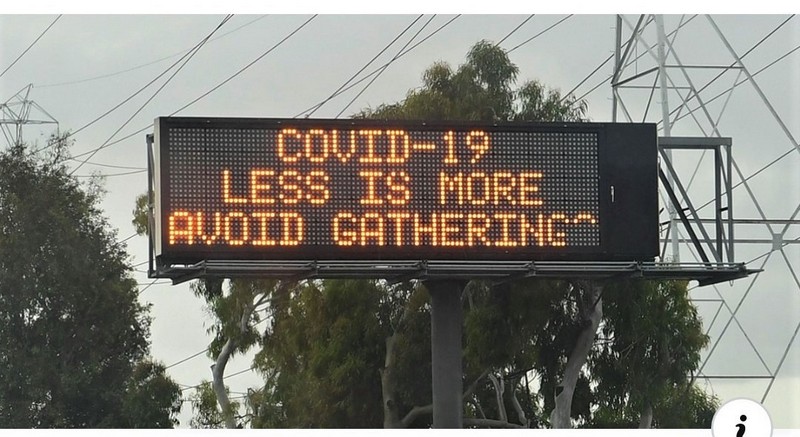 COVID-19
LESS IS MORE
AVOID GATHERING^
i